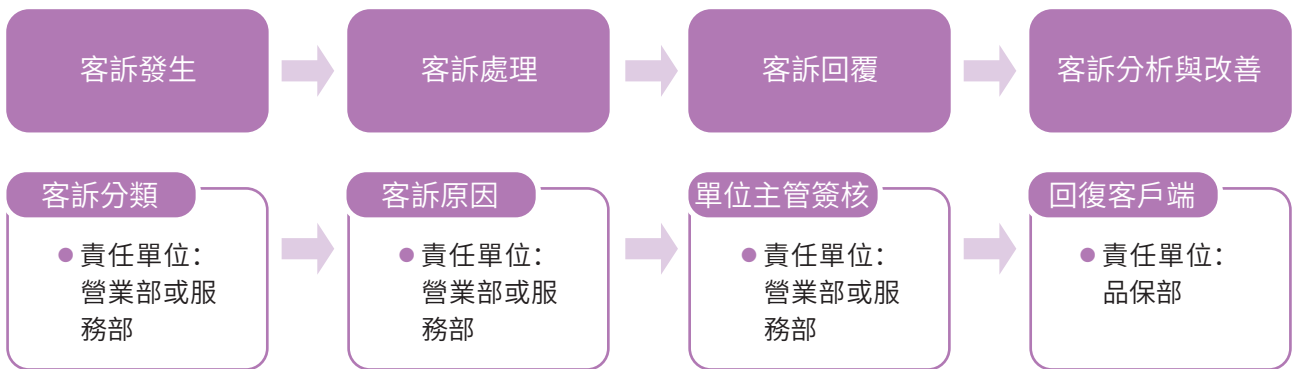 客訴發生
客訴處理
客訴回覆
客訴分析與改善
客訴分類
●責任單位：
營業部或服
務部
客訴原因
●責任單位：
營業部或服
務部
單位主管簽核
●責任單位：
營業部或服
務部
回復客戶端
●責任單位：
品保部